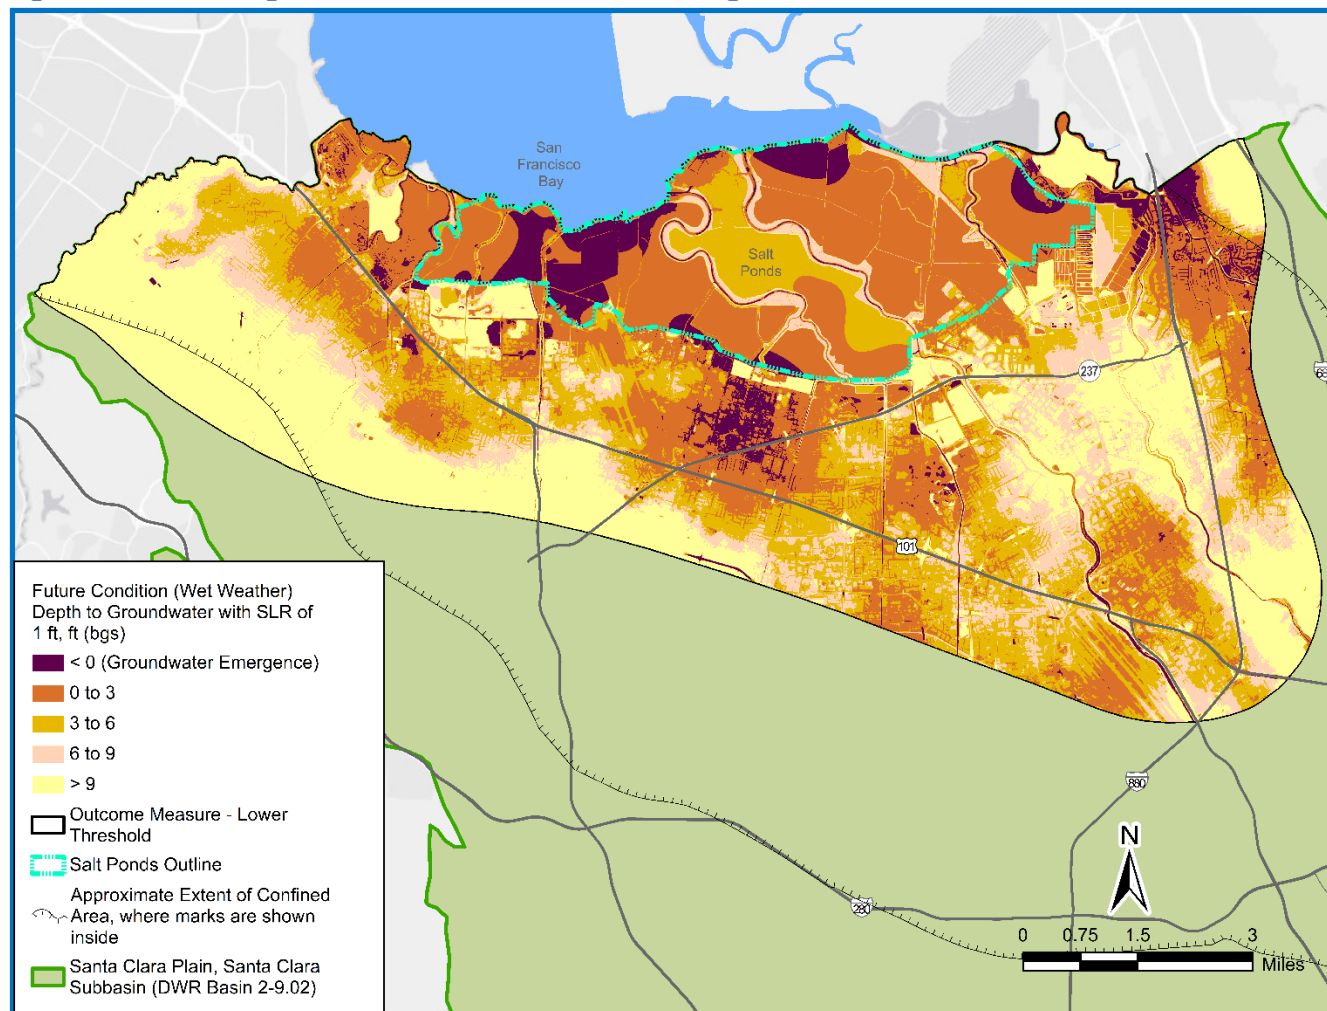 San
Francisco
Bay
Salt
Ponds
237
101
880
280
Future Condition (Wet Weather)
Depth to Groundwater with SLR of
1 ft, ft (bgs)
< 0 (Groundwater Emergence)
0 to 3
3 to 6
6 to 9
> 9
Outcome Measure - Lower
Threshold
Salt Ponds Outline
Approximate Extent of Confined
Area, where marks are shown
inside
Santa Clara Plain, Santa Clara
Subbasin (DWR Basin 2-9.02)
N
0 0.75 1.5 3
Miles